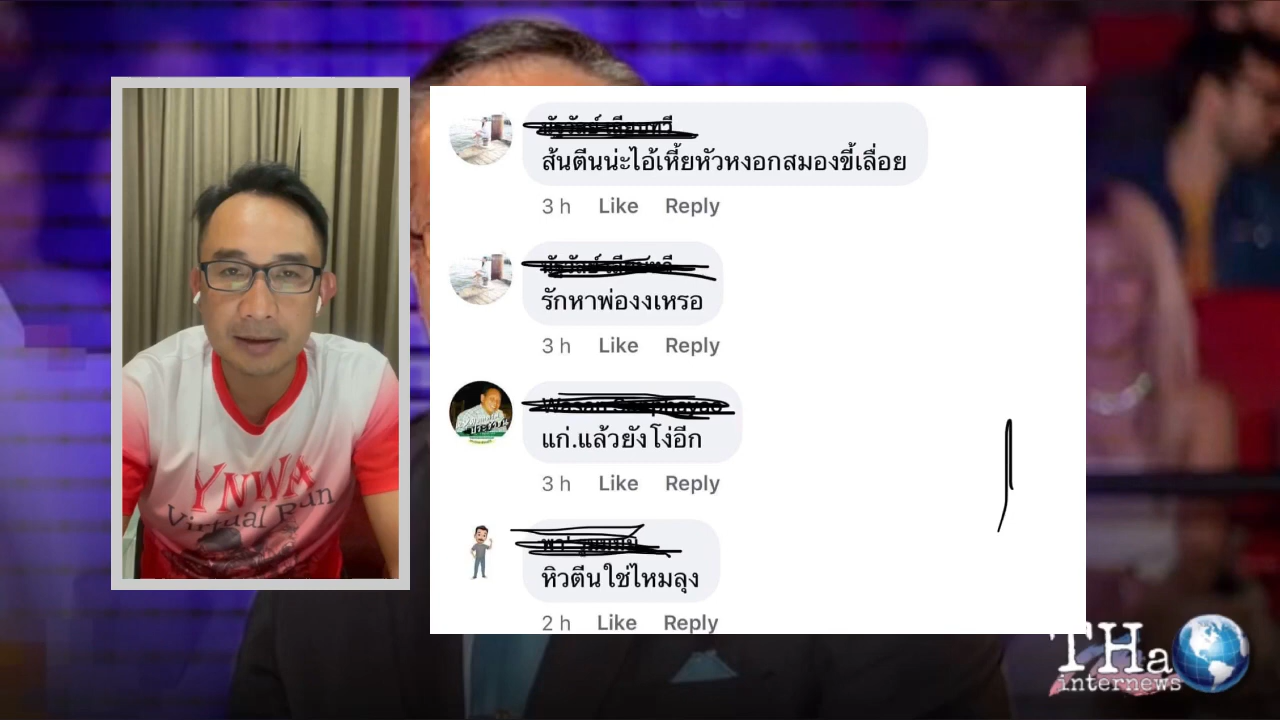 ส้นตีนน่ะไอ้เหี้ยหัวหงอกสมองขี้เลื่อย
3 h Like Reply
รักหาพ่องงเหรอ
3 h Like Reply
แก่.แล้วยังโง่อีก
3 h Like Reply
หิวตีนใช่ไหมลุง
2 h Like Reply
YNWA
Virtual Run
THa
internews